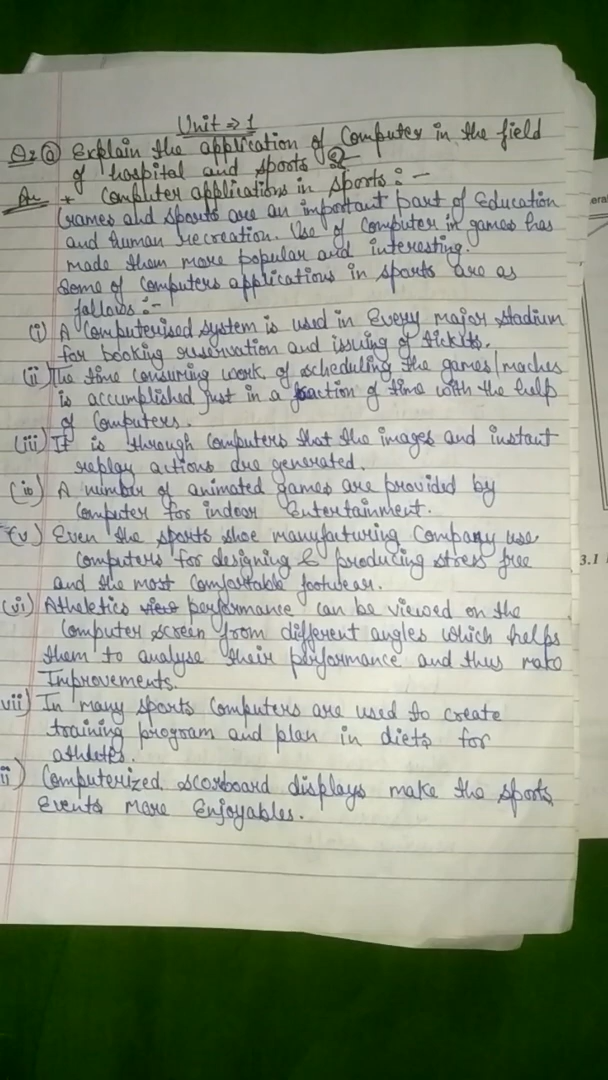 Unit ⇒ 1
Q2 (a) Explain the application of Computer in the field
of hospital and sports ?
Ans * Computer applications in Sports :-
Games and sports are an important part of Education
and human recreation. Use of Computer in games has
made them more popular and interesting.
Some of Computers applications in sports are as
follows :-
(i) A Computerised system is used in Every major stadium
for booking reservation and issuing of tickits.
(ii) The time consuming work of scheduling the games/maches
is accomplished just in a fraction of time with the help
of Computers.
(iii) It is through Computers that the images and instant
replay actions are generated.
(iv) A number of animated games are provided by
Computer for indoor Entertainment.
(v) Even the sports shoe manufacturing Company use
Computers for designing & producing stress free
and the most Comfortable footwear.
(vi) Atheletics performance can be viewed on the
Computer screen from different angles which helps
them to analyse their performance and thus make
Improvements.
vii) In many sports Computers are used to create
training program and plan in diets for
athletes.
ii) Computerized scorboard displays make the sports
Events more Enjoyables.
3.1